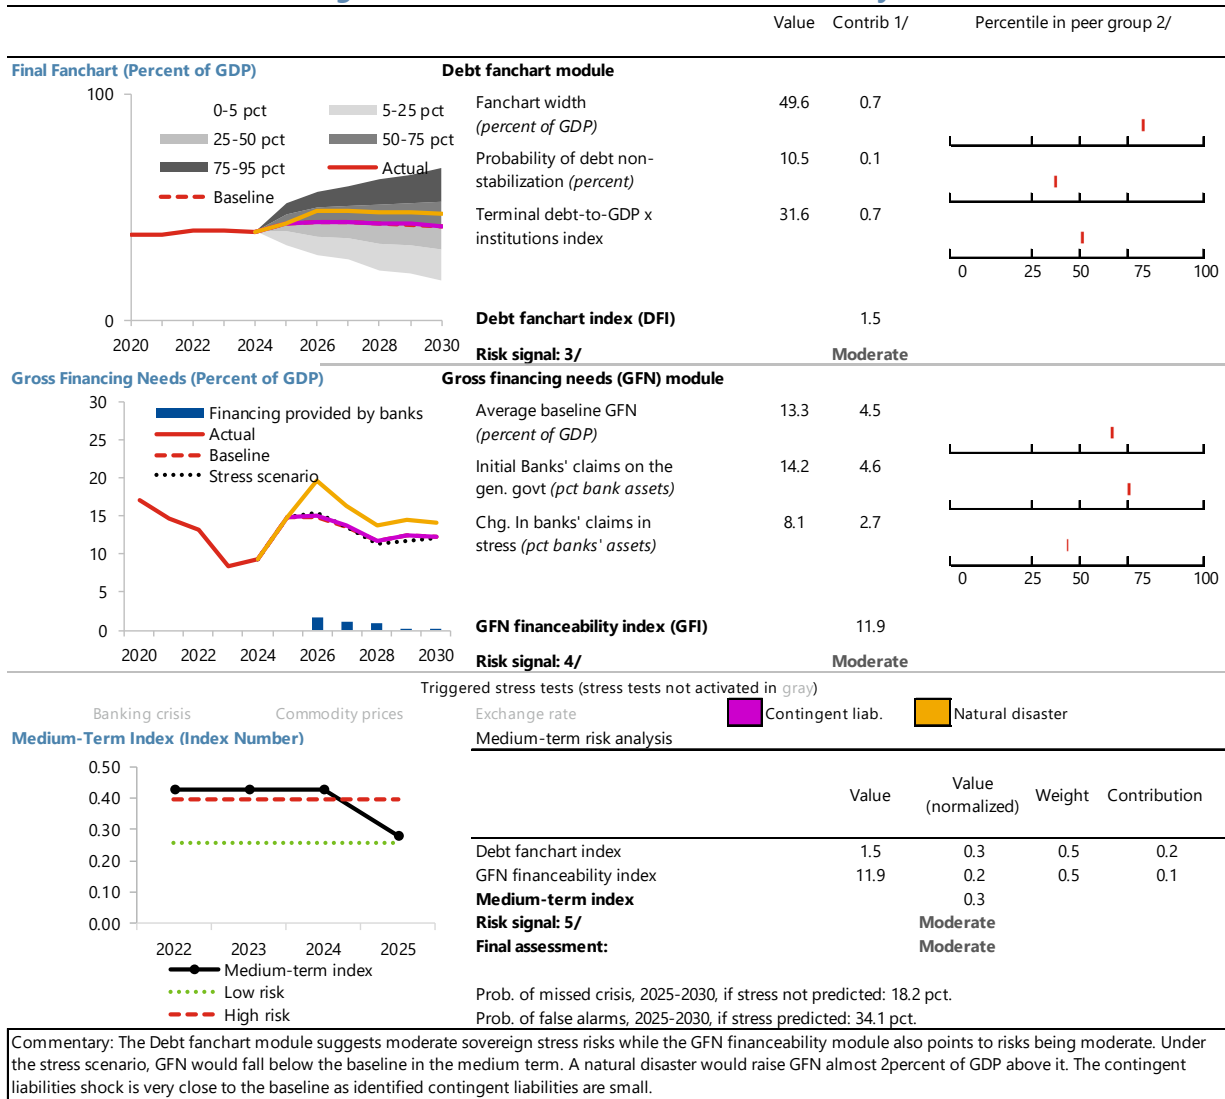 Value Contrib 1/ Percentile in peer group 2/
Final Fanchart (Percent of GDP)
100
0-5 pct 5-25 pct
25-50 pct 50-75 pct
75-95 pct Actual
Baseline
0
2020 2022 2024 2026 2028 2030
Debt fanchart module
Fanchart width 49.6 0.7
(percent of GDP)
Probability of debt non- 10.5 0.1
stabilization (percent)
Terminal debt-to-GDP x 31.6 0.7
institutions index
0 25 50 75 100
Debt fanchart index (DFI) 1.5
Risk signal: 3/ Moderate
Gross Financing Needs (Percent of GDP)
30
25
20
15
10
5
0
Financing provided by banks
Actual
Baseline
Stress scenario
2020 2022 2024 2026 2028 2030
Gross financing needs (GFN) module
Average baseline GFN 13.3 4.5
(percent of GDP)
Initial Banks' claims on the 14.2 4.6
gen. govt (pct bank assets)
Chg. In banks' claims in 8.1 2.7
stress (pct banks' assets)
0 25 50 75 100
GFN financeability index (GFI) 11.9
Risk signal: 4/ Moderate
Triggered stress tests (stress tests not activated in gray)
Banking crisis Commodity prices Exchange rate Contingent liab. Natural disaster
Medium-Term Index (Index Number)
0.50
0.40
0.30
0.20
0.10
0.00
2022 2023 2024 2025
Medium-term index
Low risk
High risk
Medium-term risk analysis
Value Value (normalized) Weight Contribution
Debt fanchart index 1.5 0.3 0.5 0.2
GFN financeability index 11.9 0.2 0.5 0.1
Medium-term index 0.3
Risk signal: 5/ Moderate
Final assessment: Moderate
Prob. of missed crisis, 2025-2030, if stress not predicted: 18.2 pct.
Prob. of false alarms, 2025-2030, if stress predicted: 34.1 pct.
Commentary: The Debt fanchart module suggests moderate sovereign stress risks while the GFN financeability module also points to risks being moderate. Under
the stress scenario, GFN would fall below the baseline in the medium term. A natural disaster would raise GFN almost 2percent of GDP above it. The contingent
liabilities shock is very close to the baseline as identified contingent liabilities are small.